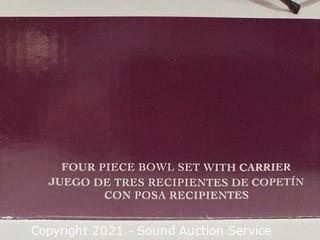 FOUR PIECE BOWL SET WITH CARRIER
JUEGO DE TRES RECIPIENTES DE COPETÍN
CON POSA RECIPIENTES
Copyright 2021 - Sound Auction Service